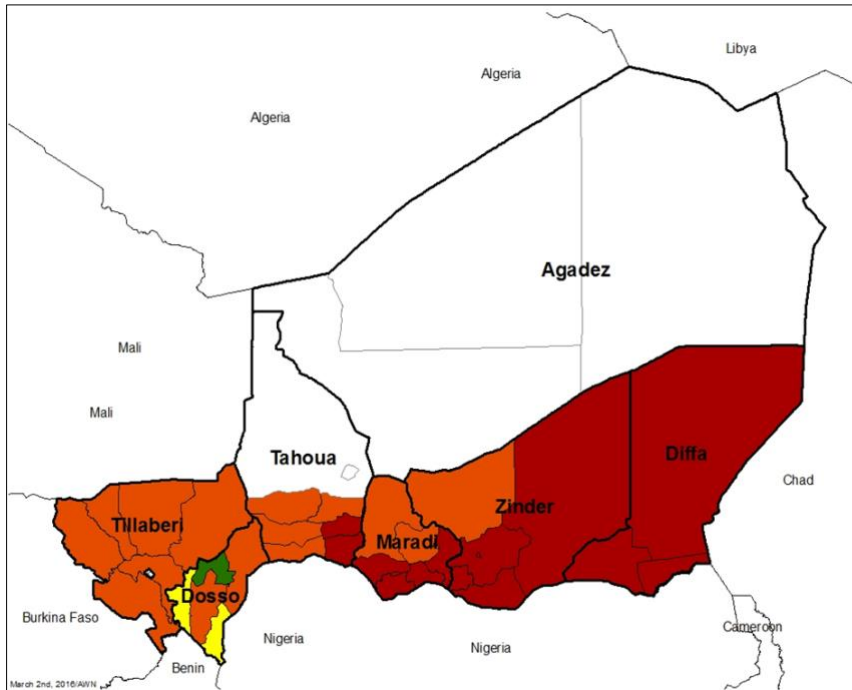 Libya
Algeria
Algeria
Agadez
Mali
Mali
Tahoua
Diffa
Chad
Zinder
Tillaberi
Maradi
Dosso
Burkina Faso
Cameroon
Nigeria
Nigeria
Benin
March 2nd, 2016/AWN